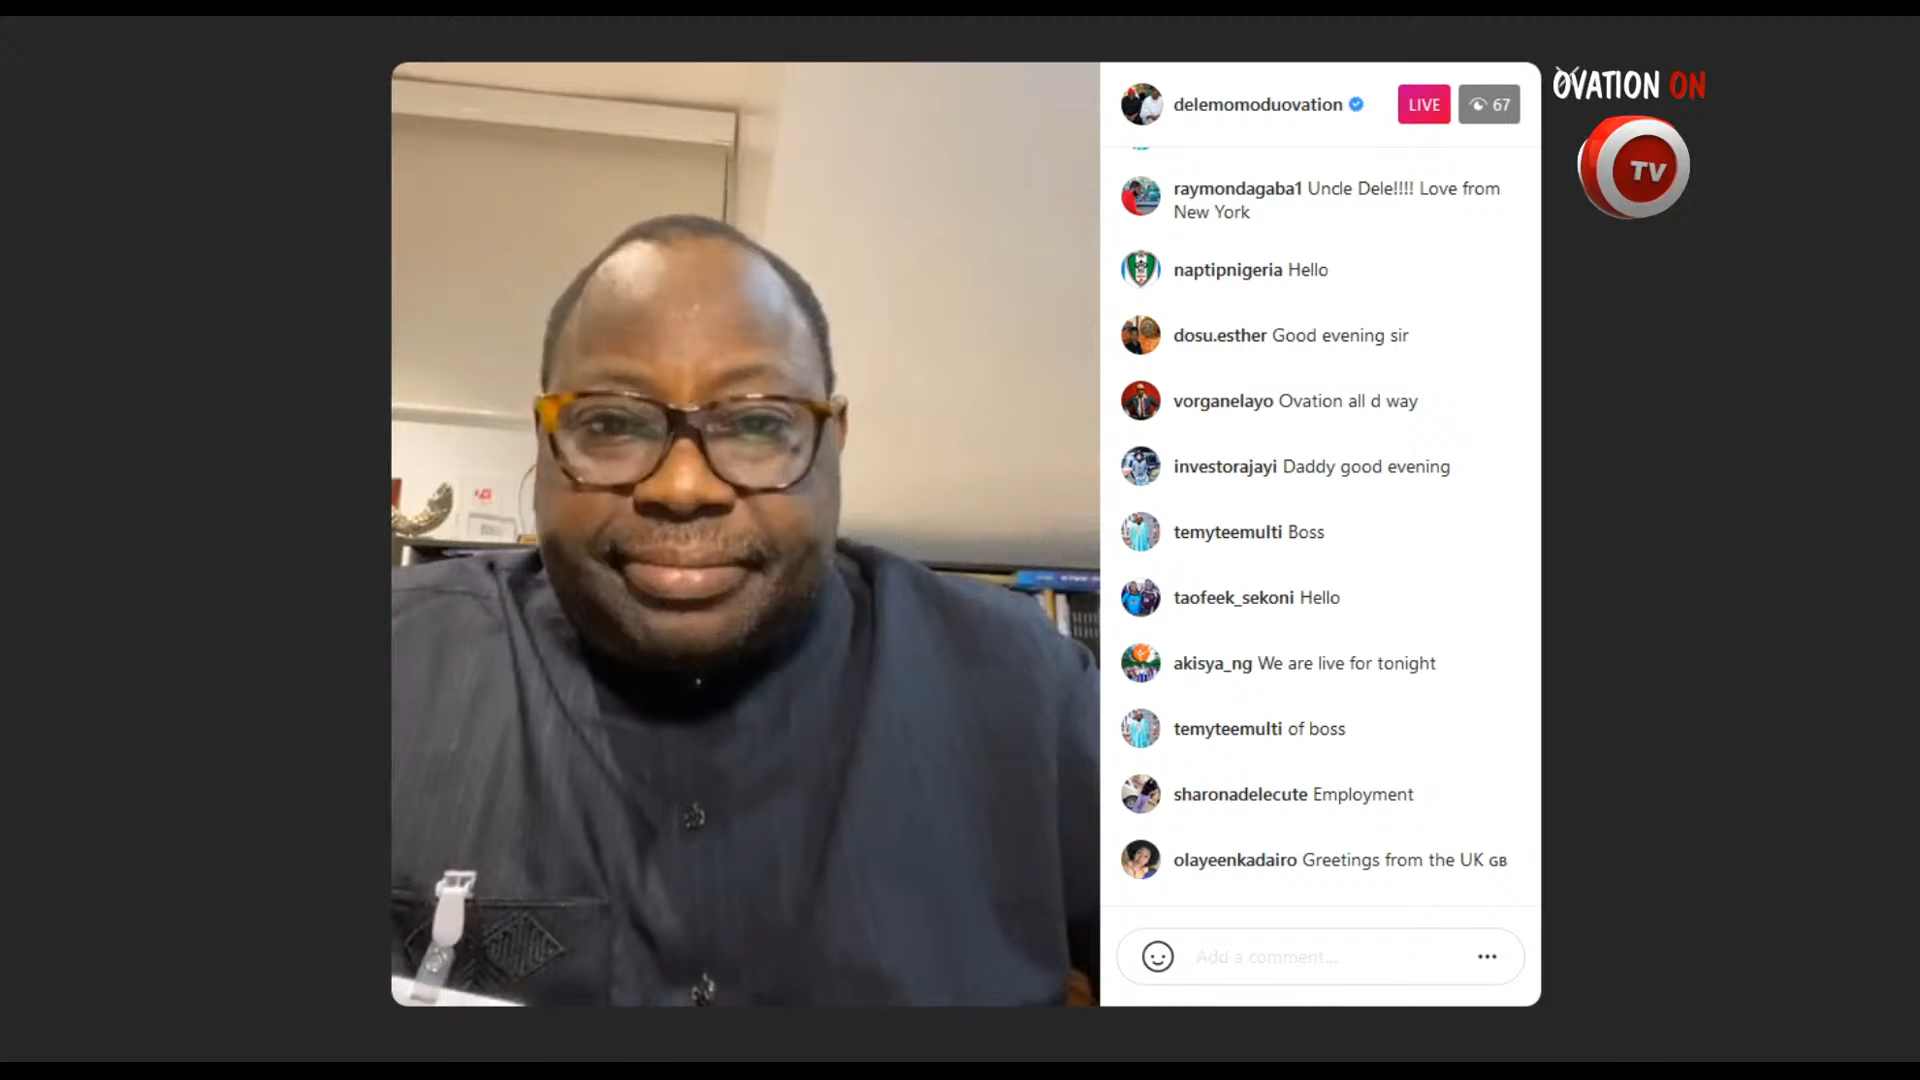 OVATION ON
TV
delemomoduovation
LIVE
67
raymondagaba1 Uncle Dele!!!! Love from
New York
naptipnigeria Hello
dosu.esther Good evening sir
vorganelayo Ovation all d way
investorajayi Daddy good evening
temyteemulti Boss
taofeek_sekoni Hello
akisya_ng We are live for tonight
temyteemulti of boss
sharonadelecute Employment
olayeenkadairo Greetings from the UK GB
Add a comment...